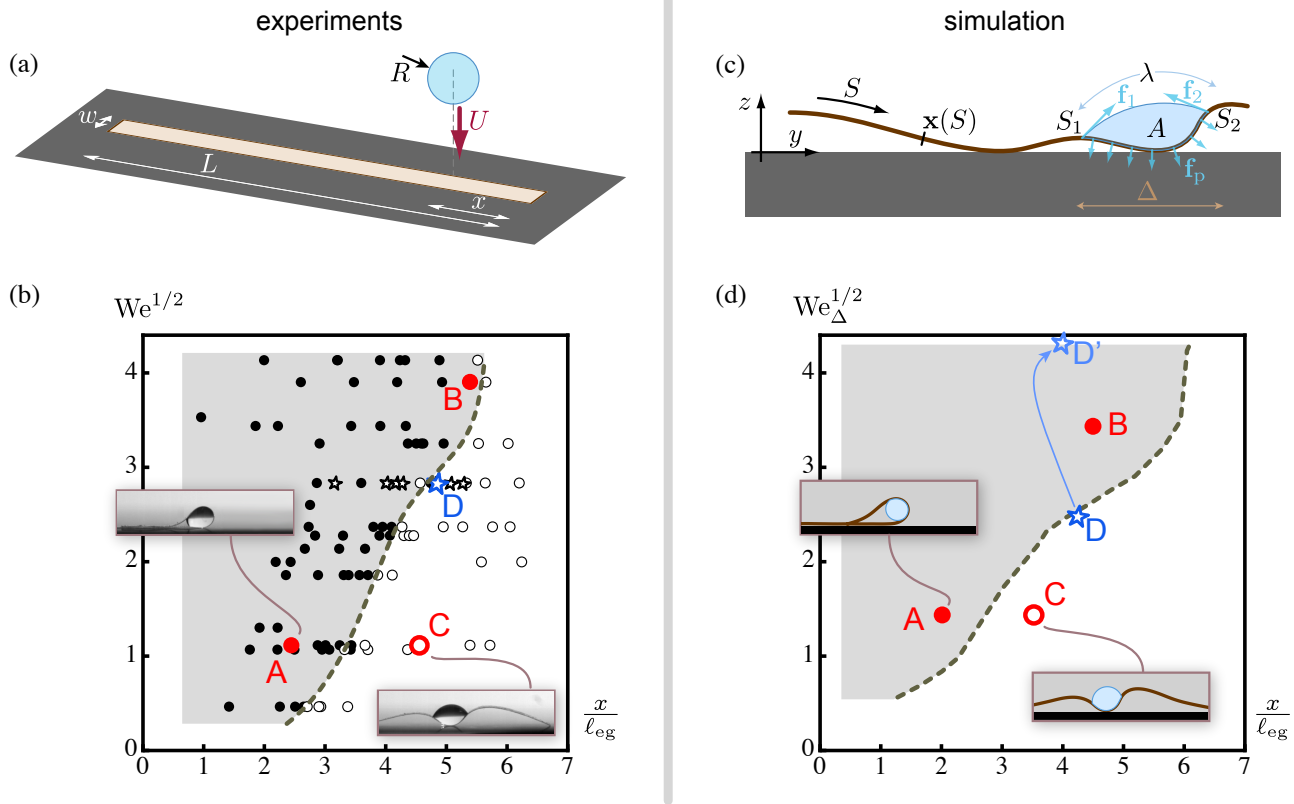 experiments
simulation
(a)
R
U
w
L
x
(c)
z
y
S
x(S)
S₁
f₁
λ
f₂
S₂
A
fₚ
Δ
(b)
We^{1/2}
4
3
2
1
0
0 1 2 3 4 5 6 7
B
D
C
A
x/ℓ_eg
(d)
We_Δ^{1/2}
4
3
2
1
0
0 1 2 3 4 5 6 7
D’
B
D
C
A
x/ℓ_eg